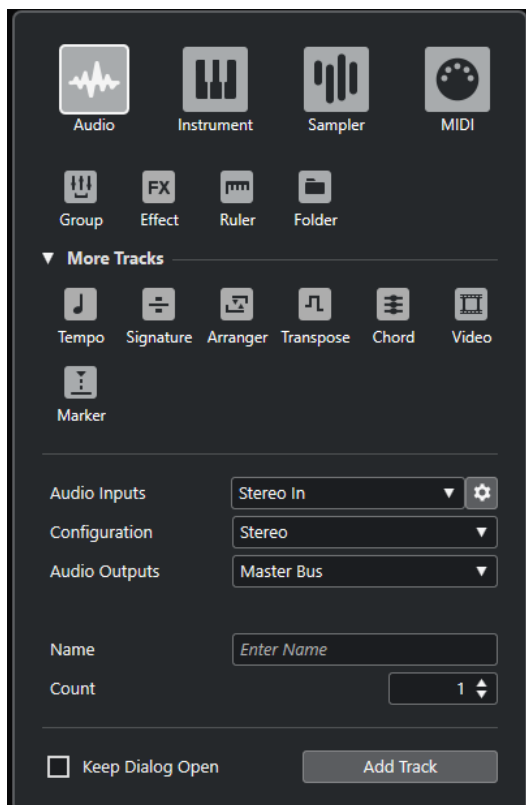 Audio Instrument Sampler MIDI
FX
Group Effect Ruler Folder
▼ More Tracks
Tempo Signature Arranger Transpose Chord Video
Marker
Audio Inputs Stereo In
Configuration Stereo
Audio Outputs Master Bus
Name Enter Name
Count 1
Keep Dialog Open Add Track